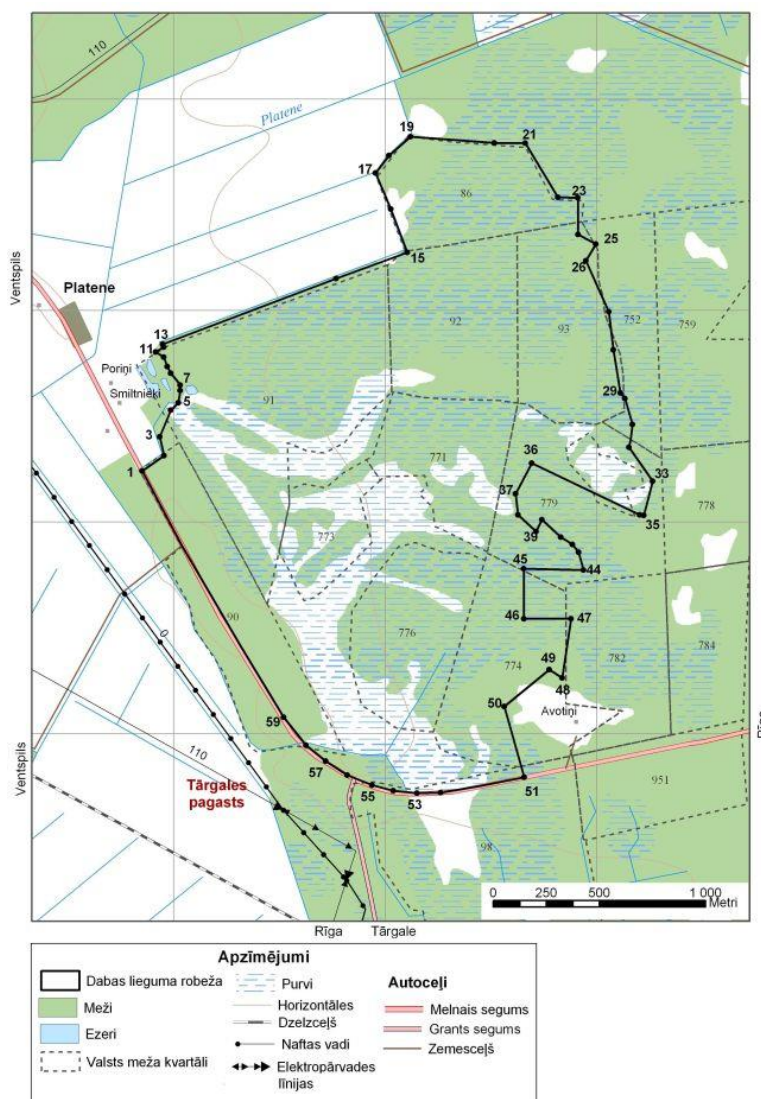 110
Platene
19
21
17
86
23
25
15
26
Ventspils
Platene
92
93
752
759
13
11
Poriņi
7
Smiltnieki
5
91
29
3
771
36
33
1
37
779
35
778
39
773
45
44
90
776
46
47
784
774
782
49
48
50
Avotiņi
59
110
Rīga
57
Ventspils
Tārgales
pagasts
55
53
51
951
98
0
0 250 500 1 000
Metri
Rīga Tārgale
Apzīmējumi
Dabas lieguma robeža
Meži
Ezeri
Valsts meža kvartāli
Purvi
Horizontāles
Dzelzceļš
Naftas vadi
Elektropārvades
līnijas
Autoceļi
Melnais segums
Grants segums
Zemesceļš